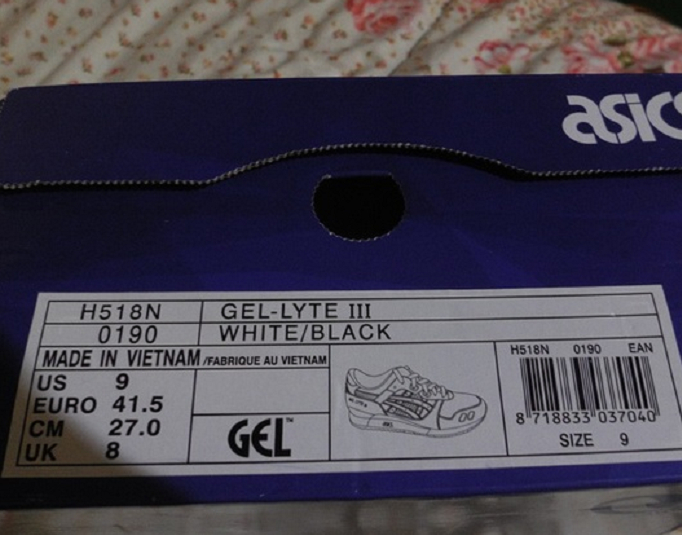 asics
H518N GEL-LYTE III
0190 WHITE/BLACK
MADE IN VIETNAM /FABRIQUE AU VIETNAM
US 9
EURO 41.5
CM 27.0
UK 8
GEL™
H518N 0190 EAN
8 718833 037040
SIZE 9